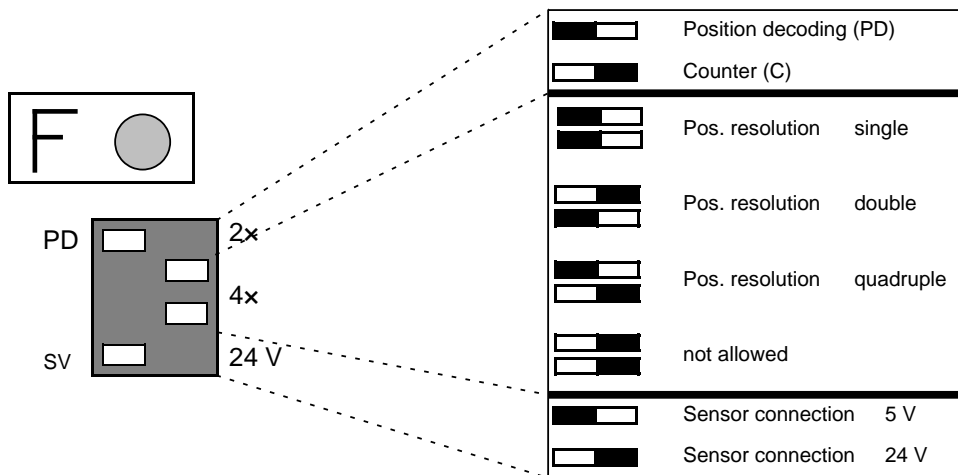 F
PD
2×
4×
SV
24 V
Position decoding (PD)
Counter (C)
Pos. resolution single
Pos. resolution double
Pos. resolution quadruple
not allowed
Sensor connection 5 V
Sensor connection 24 V